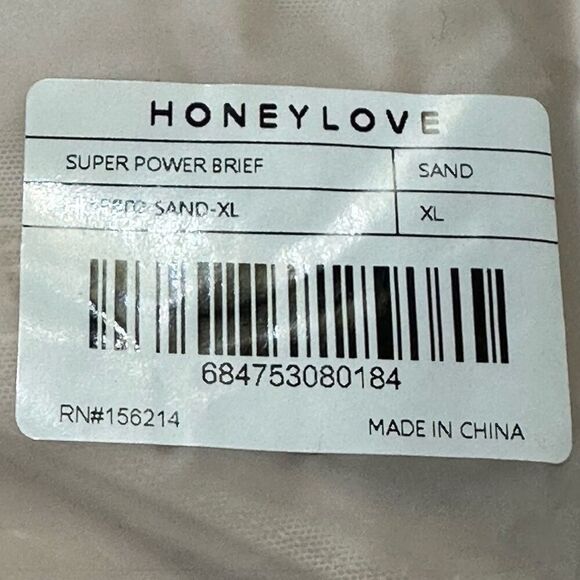 HONEYLOVE
SUPER POWER BRIEF
SAND
SAND-XL
XL
684753080184
RN#156214
MADE IN CHINA